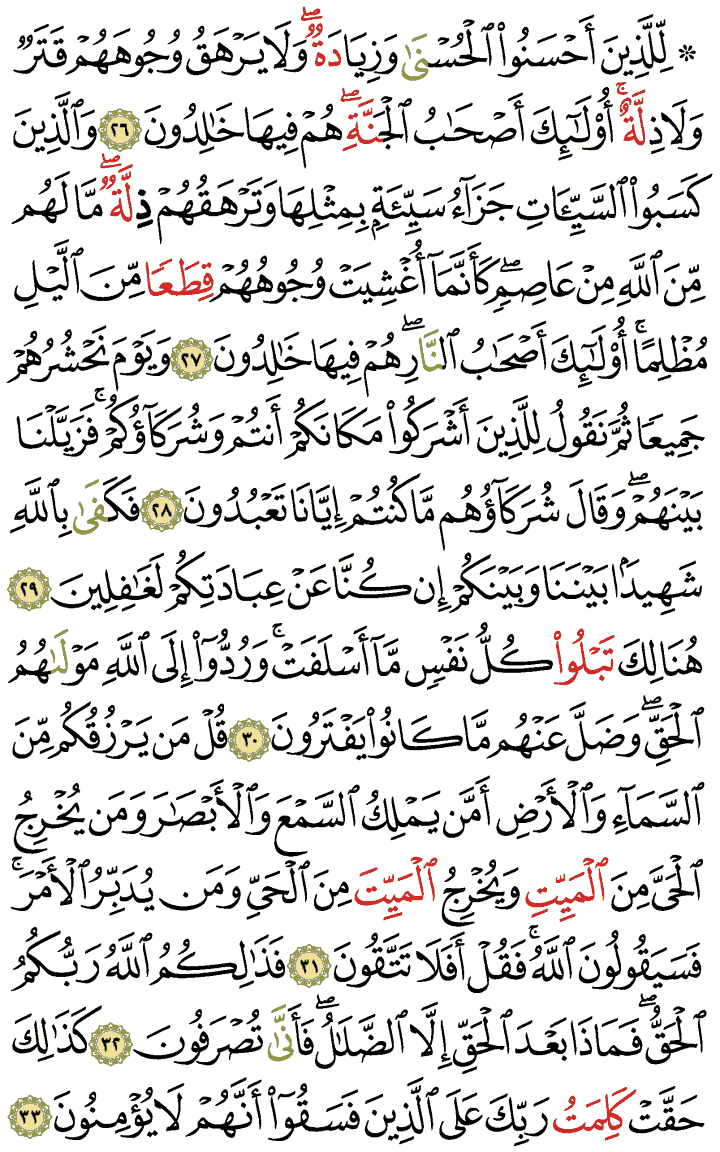 ۞ لِّلَّذِينَ أَحۡسَنُواْ ٱلۡحُسۡنَىٰ وَزِيَادَةٞۖ وَلَا يَرۡهَقُ وُجُوهَهُمۡ قَتَرٞ
وَلَا ذِلَّةٌۚ أُوْلَٰٓئِكَ أَصۡحَٰبُ ٱلۡجَنَّةِۖ هُمۡ فِيهَا خَٰلِدُونَ ٢٦ وَٱلَّذِينَ
كَسَبُواْ ٱلسَّيِّـَٔاتِ جَزَآءُ سَيِّئَةِۭ بِمِثۡلِهَا وَتَرۡهَقُهُمۡ ذِلَّةٞۖ مَّا لَهُم
مِّنَ ٱللَّهِ مِنۡ عَاصِمٖۖ كَأَنَّمَآ أُغۡشِيَتۡ وُجُوهُهُمۡ قِطَعٗا مِّنَ ٱلَّيۡلِ
مُظۡلِمًاۚ أُوْلَٰٓئِكَ أَصۡحَٰبُ ٱلنَّارِۖ هُمۡ فِيهَا خَٰلِدُونَ ٢٧ وَيَوۡمَ نَحۡشُرُهُمۡ
جَمِيعٗا ثُمَّ نَقُولُ لِلَّذِينَ أَشۡرَكُواْ مَكَانَكُمۡ أَنتُمۡ وَشُرَكَآؤُكُمۡۚ فَزَيَّلۡنَا
بَيۡنَهُمۡۖ وَقَالَ شُرَكَآؤُهُم مَّا كُنتُمۡ إِيَّانَا تَعۡبُدُونَ ٢٨ فَكَفَىٰ بِٱللَّهِ
شَهِيدَۢا بَيۡنَنَا وَبَيۡنَكُمۡ إِن كُنَّا عَنۡ عِبَادَتِكُمۡ لَغَٰفِلِينَ ٢٩
هُنَالِكَ تَبۡلُواْ كُلُّ نَفۡسٖ مَّآ أَسۡلَفَتۡۚ وَرُدُّوٓاْ إِلَى ٱللَّهِ مَوۡلَىٰهُمُ
ٱلۡحَقِّۖ وَضَلَّ عَنۡهُم مَّا كَانُواْ يَفۡتَرُونَ ٣٠ قُلۡ مَن يَرۡزُقُكُم مِّنَ
ٱلسَّمَآءِ وَٱلۡأَرۡضِ أَمَّن يَمۡلِكُ ٱلسَّمۡعَ وَٱلۡأَبۡصَٰرَ وَمَن يُخۡرِجُ
ٱلۡحَيَّ مِنَ ٱلۡمَيِّتِ وَيُخۡرِجُ ٱلۡمَيِّتَ مِنَ ٱلۡحَيِّ وَمَن يُدَبِّرُ ٱلۡأَمۡرَۚ
فَسَيَقُولُونَ ٱللَّهُۚ فَقُلۡ أَفَلَا تَتَّقُونَ ٣١ فَذَٰلِكُمُ ٱللَّهُ رَبُّكُمُ
ٱلۡحَقُّۖ فَمَاذَا بَعۡدَ ٱلۡحَقِّ إِلَّا ٱلضَّلَٰلُۖ فَأَنَّىٰ تُصۡرَفُونَ ٣٢ كَذَٰلِكَ
حَقَّتۡ كَلِمَتُ رَبِّكَ عَلَى ٱلَّذِينَ فَسَقُوٓاْ أَنَّهُمۡ لَا يُؤۡمِنُونَ ٣٣